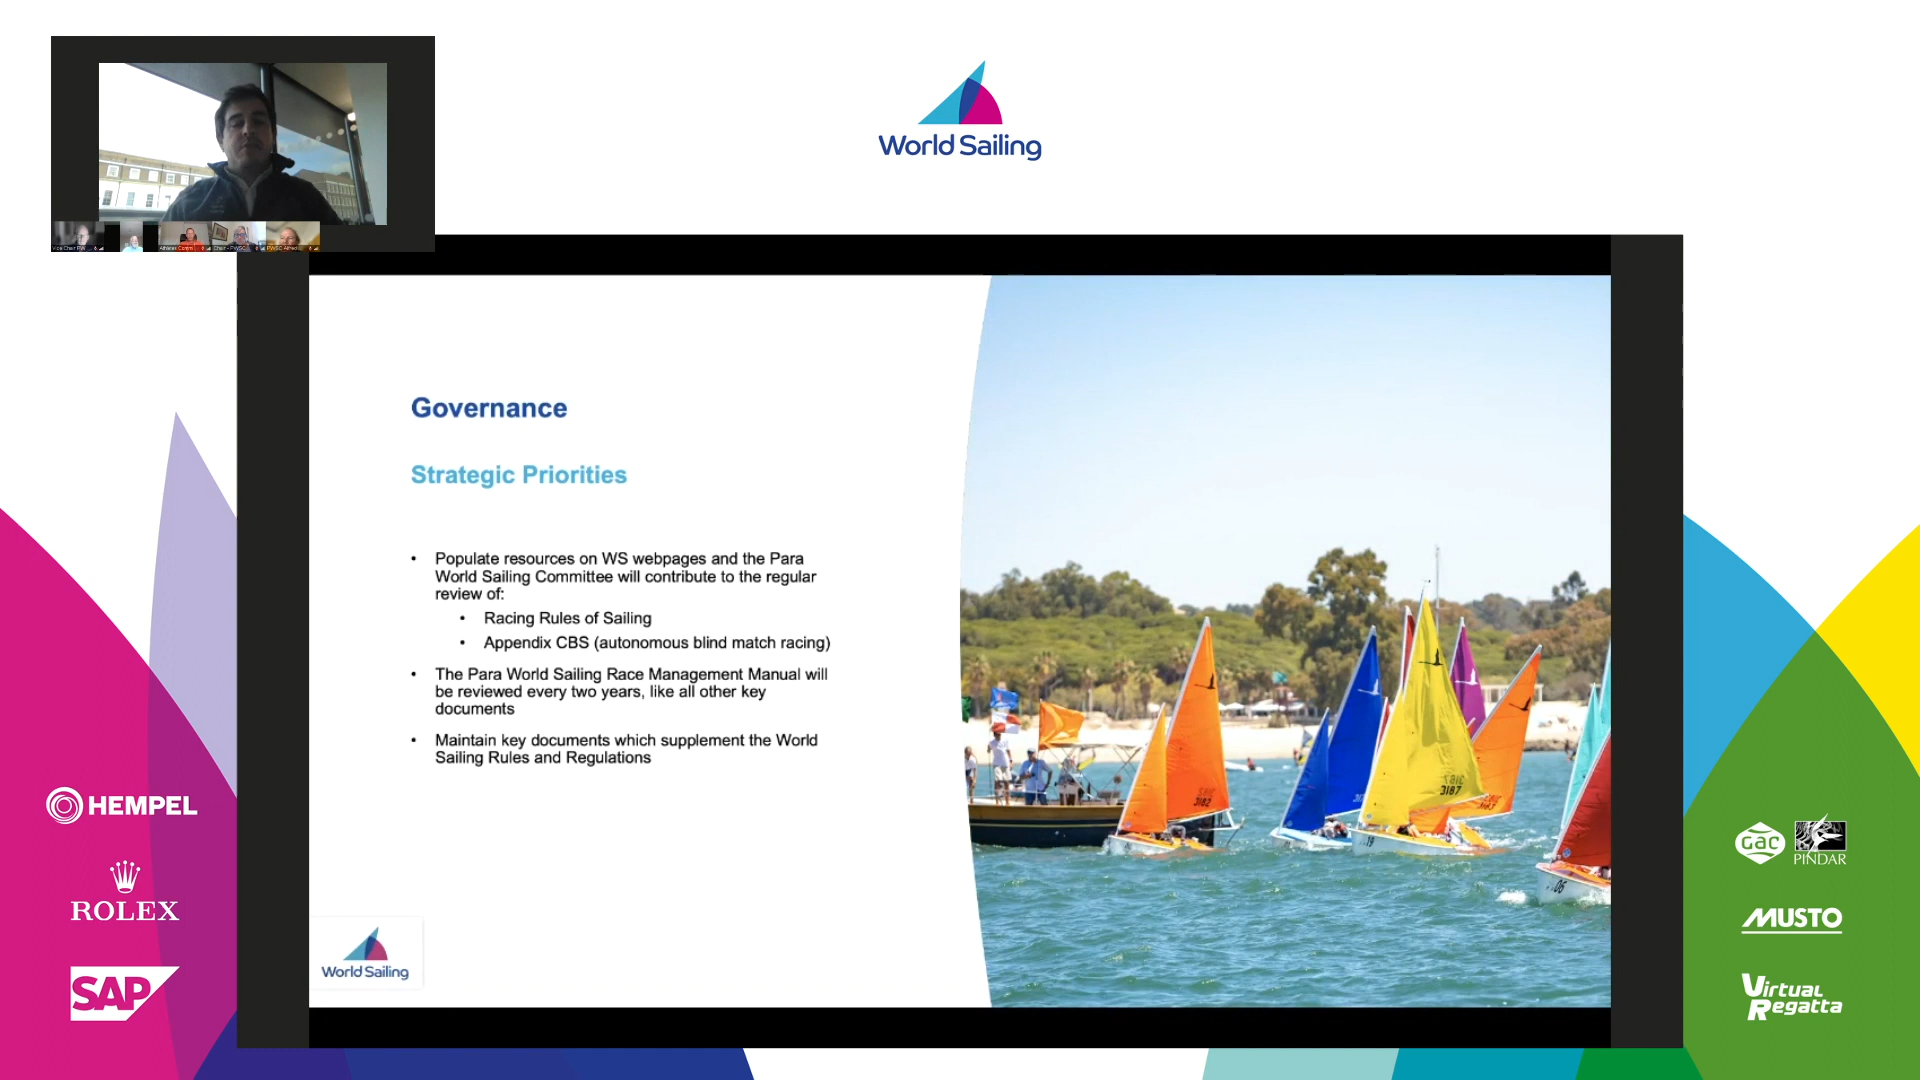 World Sailing
Governance
Strategic Priorities
• Populate resources on WS webpages and the Para
World Sailing Committee will contribute to the regular
review of:
• Racing Rules of Sailing
• Appendix CBS (autonomous blind match racing)
• The Para World Sailing Race Management Manual will
be reviewed every two years, like all other key
documents
• Maintain key documents which supplement the World
Sailing Rules and Regulations
World Sailing
3182
3187
19
HEMPEL
ROLEX
SAP
GAC
PINDAR
MUSTO
Virtual
Regatta